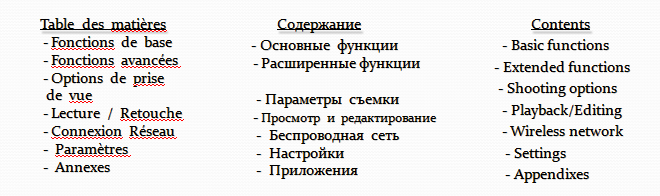 Table des matières
- Fonctions de base
- Fonctions avancées
- Options de prise
de vue
- Lecture / Retouche
- Connexion Réseau
- Paramètres
- Annexes
Содержание
- Основные функции
- Расширенные функции
- Параметры съемки
- Просмотр и редактирование
- Беспроводная сеть
- Настройки
- Приложения
Contents
- Basic functions
- Extended functions
- Shooting options
- Playback/Editing
- Wireless network
- Settings
- Appendixes